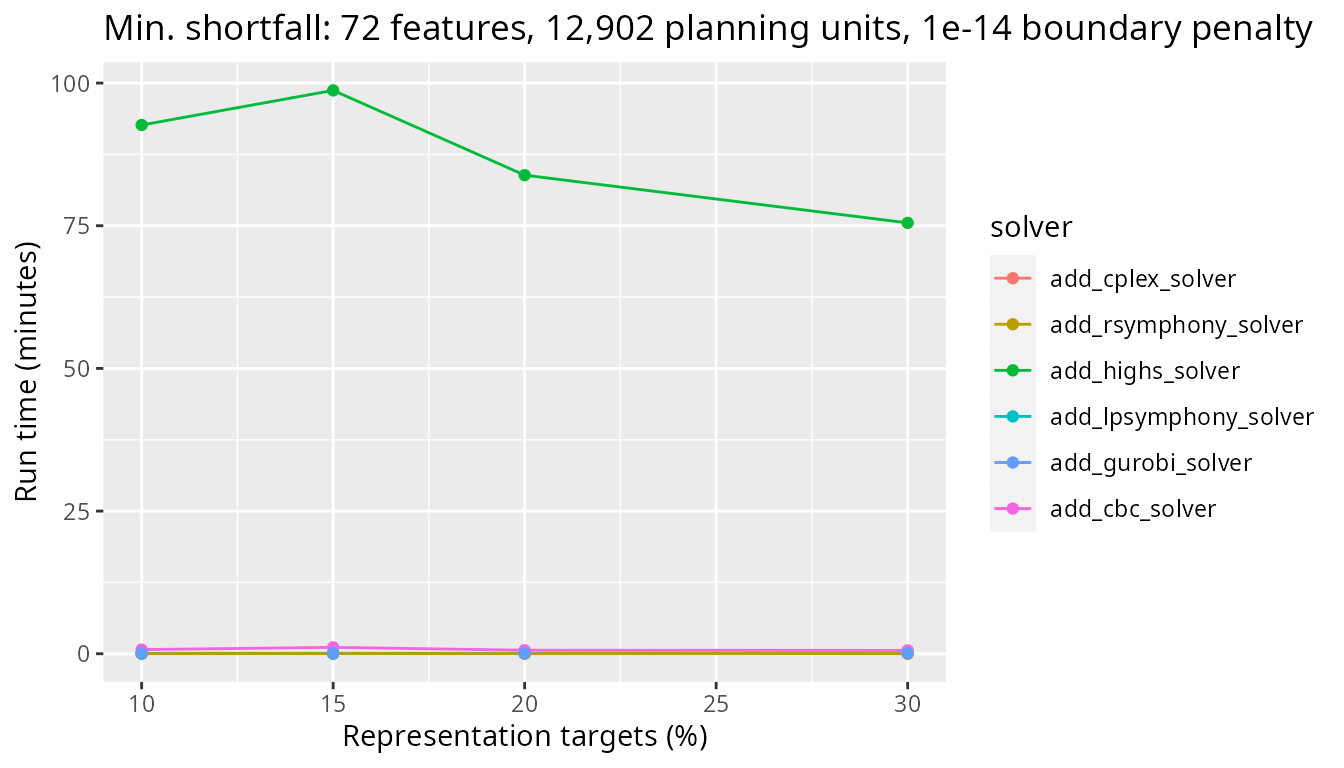 Min. shortfall: 72 features, 12,902 planning units, 1e-14 boundary penalty
100
75
50
25
0
Run time (minutes)
10 15 20 25 30
Representation targets (%)
solver
add_cplex_solver
add_rsymphony_solver
add_highs_solver
add_lpsymphony_solver
add_gurobi_solver
add_cbc_solver